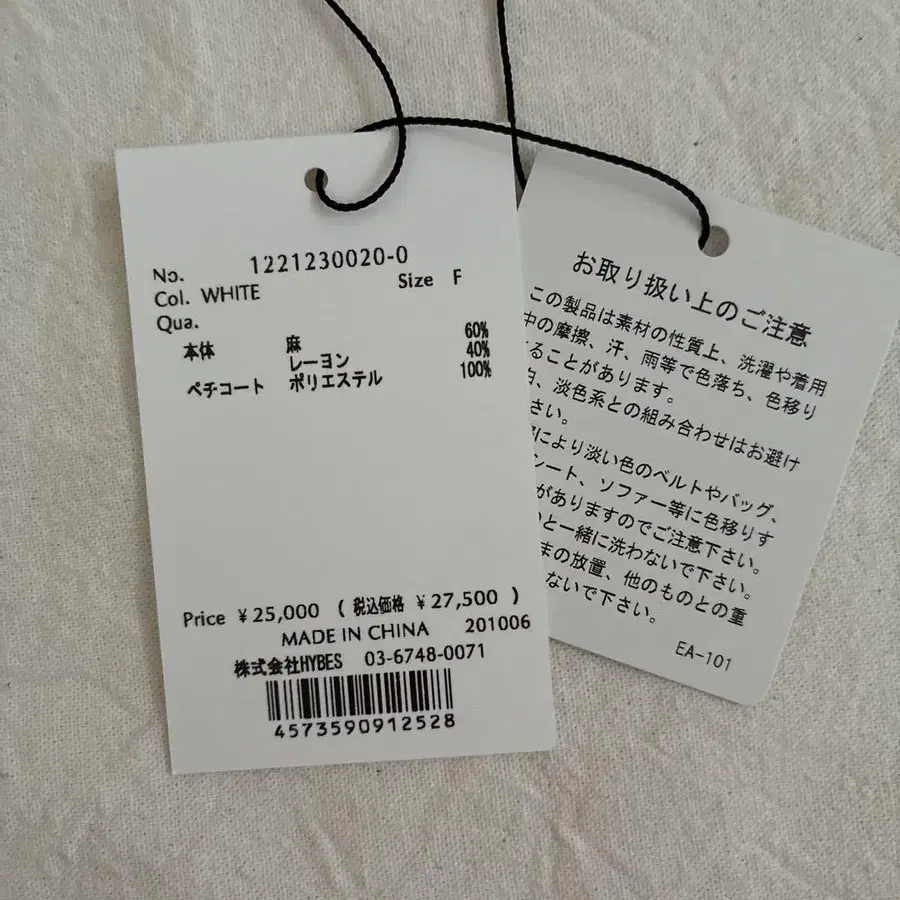 No. 1221230020-0
Col. WHITE Size F
Qua.
本体 麻 60%
レーヨン 40%
ペチコート ポリエステル 100%
Price ¥25,000 ( 税込価格 ¥27,500 )
MADE IN CHINA 201006
株式会社HYBES 03-6748-0071
4573590912528
お取り扱い上のご注意
この製品は素材の性質上、洗濯や着用
中の摩擦、汗、雨等で色落ち、色移り
ることがあります。
、淡色系との組み合わせはお避け
さい。
により淡い色のベルトやバッグ、
シート、ソファー等に色移りす
がありますのでご注意下さい。
と一緒に洗わないで下さい。
まの放置、他のものとの重
ないで下さい。
EA-101